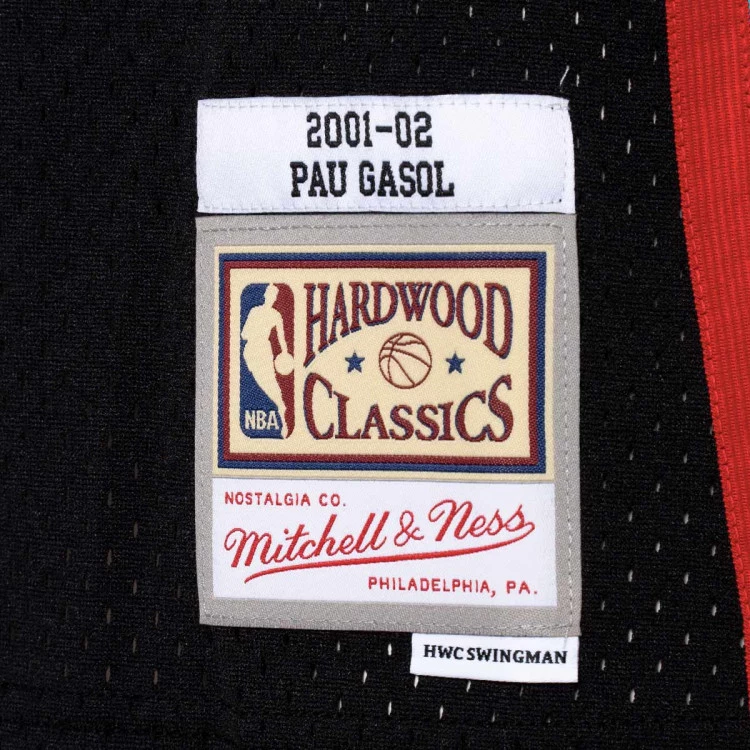 2001-02
PAU GASOL
HARDWOOD
CLASSICS
NBA
NOSTALGIA CO.
Mitchell & Ness
PHILADELPHIA, PA.
HWC SWINGMAN